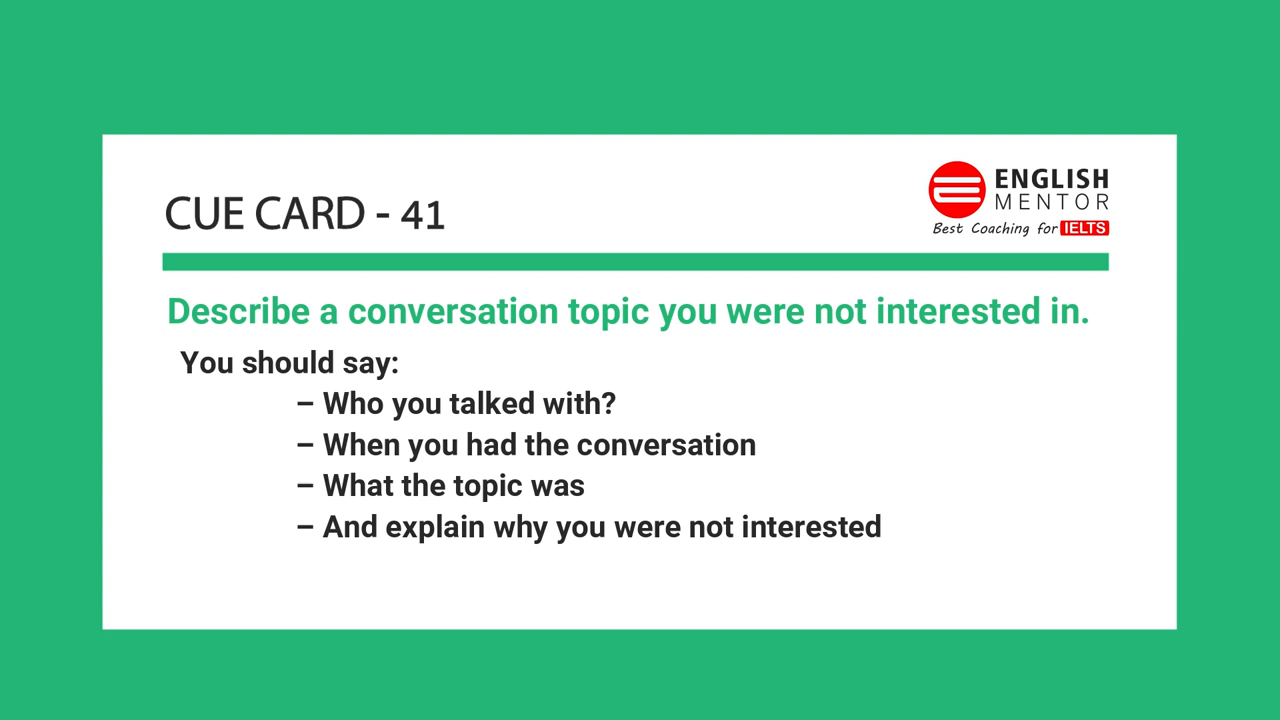 CUE CARD - 41
ENGLISH
MENTOR
Best Coaching for IELTS
Describe a conversation topic you were not interested in.
You should say:
– Who you talked with?
– When you had the conversation
– What the topic was
– And explain why you were not interested